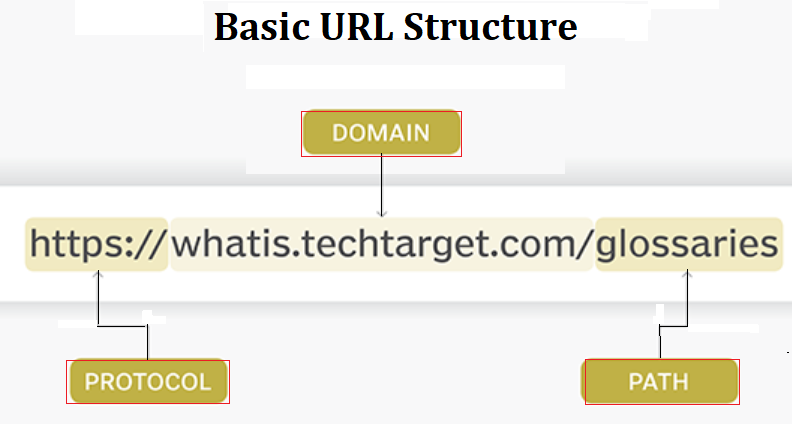 Basic URL Structure
DOMAIN
https://whatis.techtarget.com/glossaries
PROTOCOL
PATH